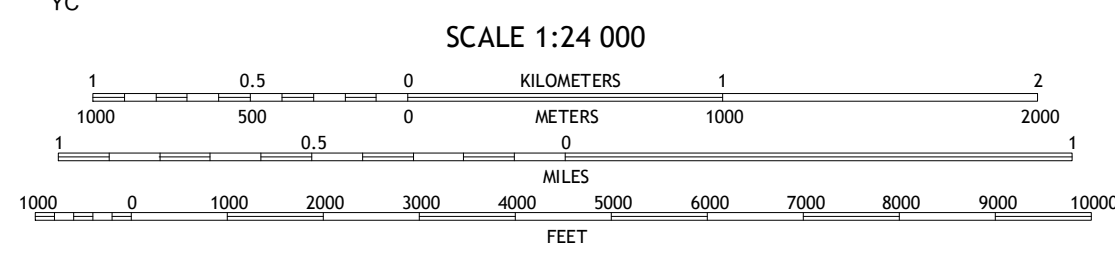 YC
SCALE 1:24 000
1 0.5 0 KILOMETERS 1 2
1000 500 0 METERS 1000 2000
1 0.5 0 1
MILES
1000 0 1000 2000 3000 4000 5000 6000 7000 8000 9000 10000
FEET